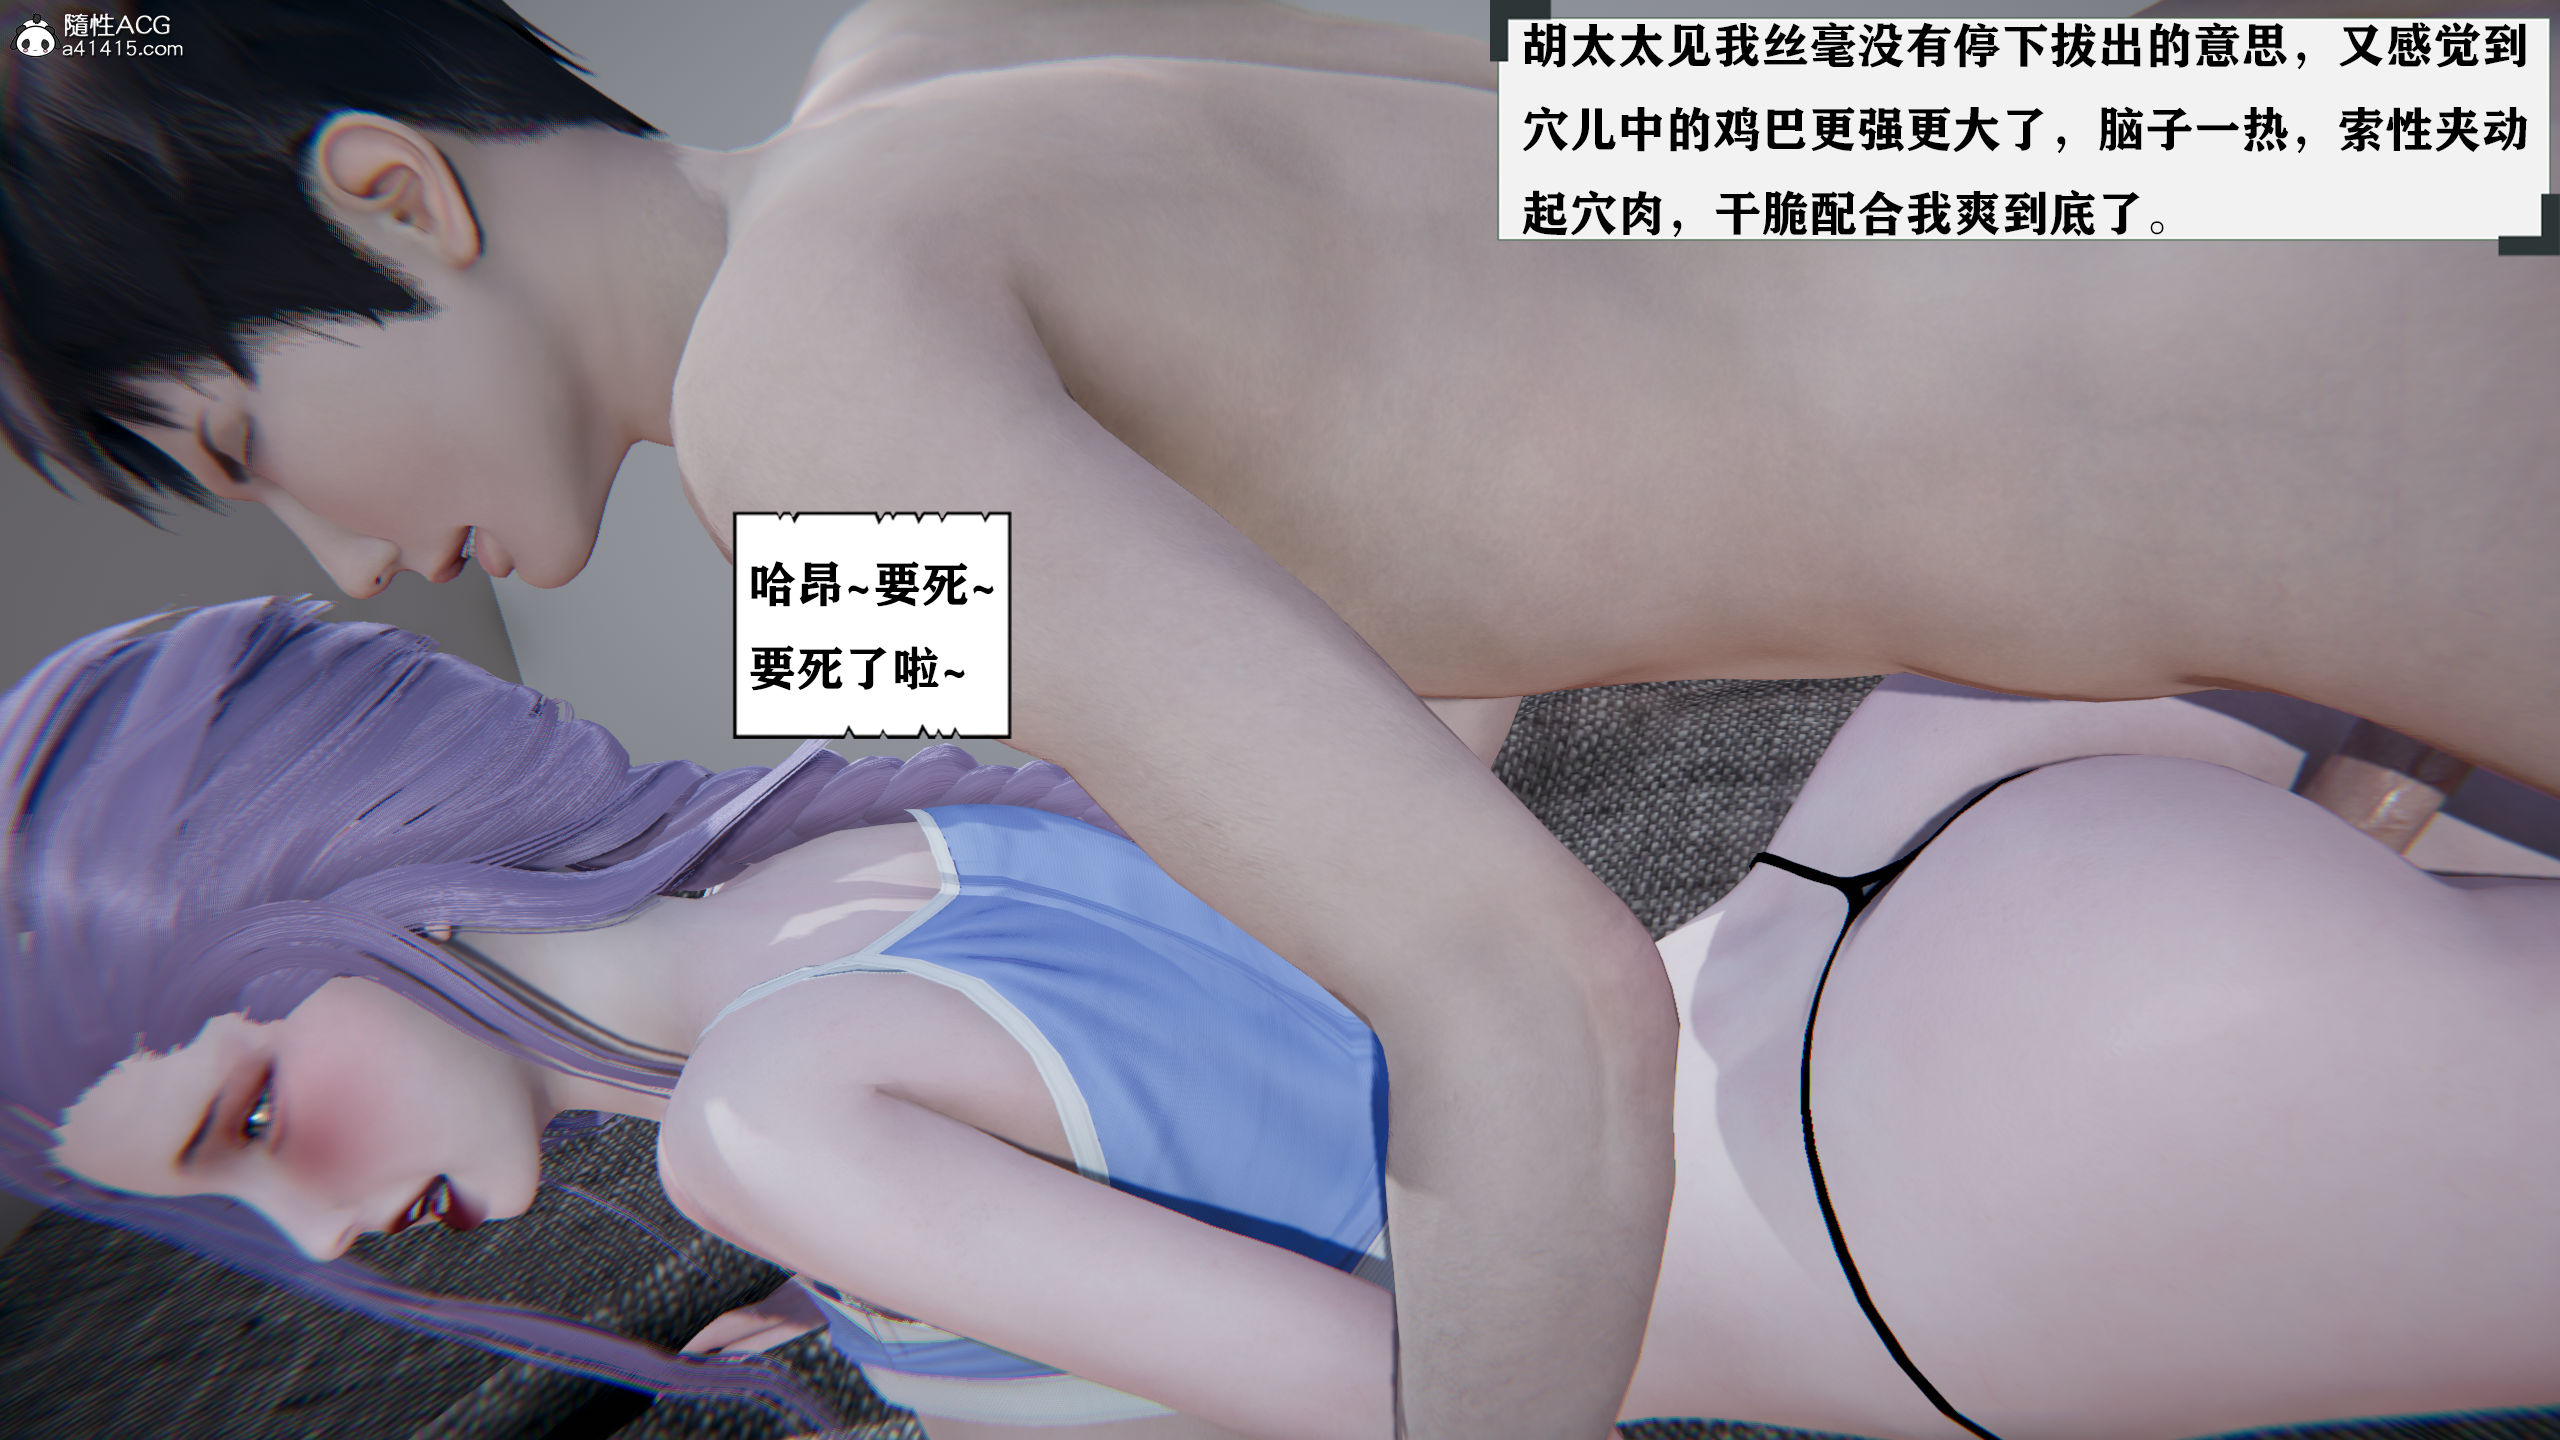 隨性ACG
a41415.com
胡太太见我丝毫没有停下拔出的意思，又感觉到
穴儿中的鸡巴更强更大了，脑子一热，索性夹动
起穴肉，干脆配合我爽到底了。
哈昂~要死~
要死了啦~